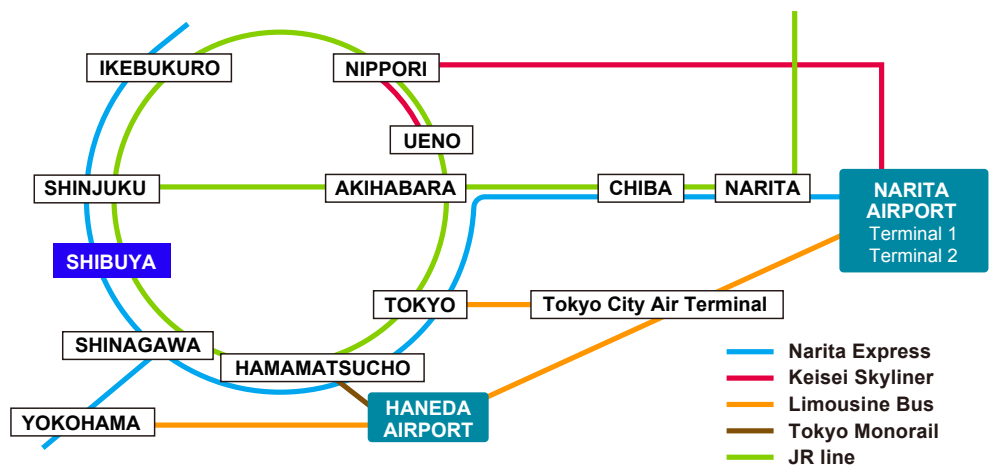 IKEBUKURO
NIPPORI
UENO
SHINJUKU
AKIHABARA
CHIBA
NARITA
NARITA
AIRPORT
Terminal 1
Terminal 2
SHIBUYA
TOKYO
Tokyo City Air Terminal
SHINAGAWA
HAMAMATSUCHO
YOKOHAMA
HANEDA
AIRPORT
Narita Express
Keisei Skyliner
Limousine Bus
Tokyo Monorail
JR line